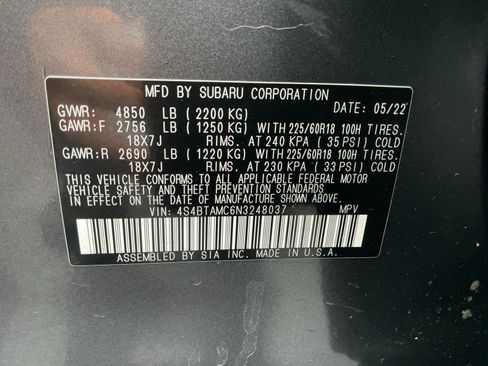 MFD BY SUBARU CORPORATION DATE: 05/22
GVWR: 4850 LB (2200 KG)
GAWR:F 2756 LB (1250 KG) WITH 225/60R18 100H TIRES.
18X7J RIMS. AT 240 KPA (35 PSI) COLD
GAWR:R 2690 LB (1220 KG) WITH 225/60R18 100H TIRES.
18X7J RIMS. AT 230 KPA (33 PSI) COLD
THIS VEHICLE CONFORMS TO ALL APPLICABLE FEDERAL MOTOR
VEHICLE SAFETY, BUMPER, AND THEFT PREVENTION STANDARDS
IN EFFECT ON THE DATE OF MANUFACTURE SHOWN ABOVE.
VIN: 4S4BTAMC6N3248037 MPV
ASSEMBLED BY SIA INC. IN U.S.A.